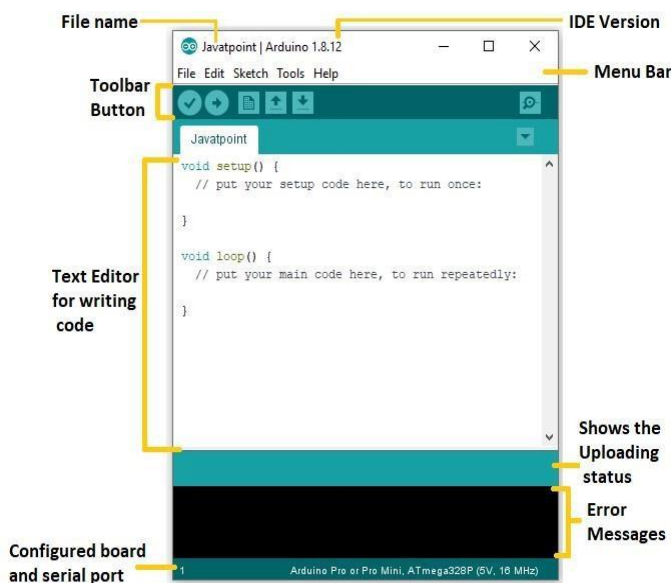 File name
IDE Version
Javatpoint | Arduino 1.8.12
File Edit Sketch Tools Help
Menu Bar
Toolbar
Button
Javatpoint
void setup() {
// put your setup code here, to run once:
}
void loop() {
// put your main code here, to run repeatedly:
}
Text Editor
for writing
code
Shows the
Uploading
status
Error
Messages
Configured board
and serial port
1
Arduino Pro or Pro Mini, ATmega328P (5V, 16 MHz)